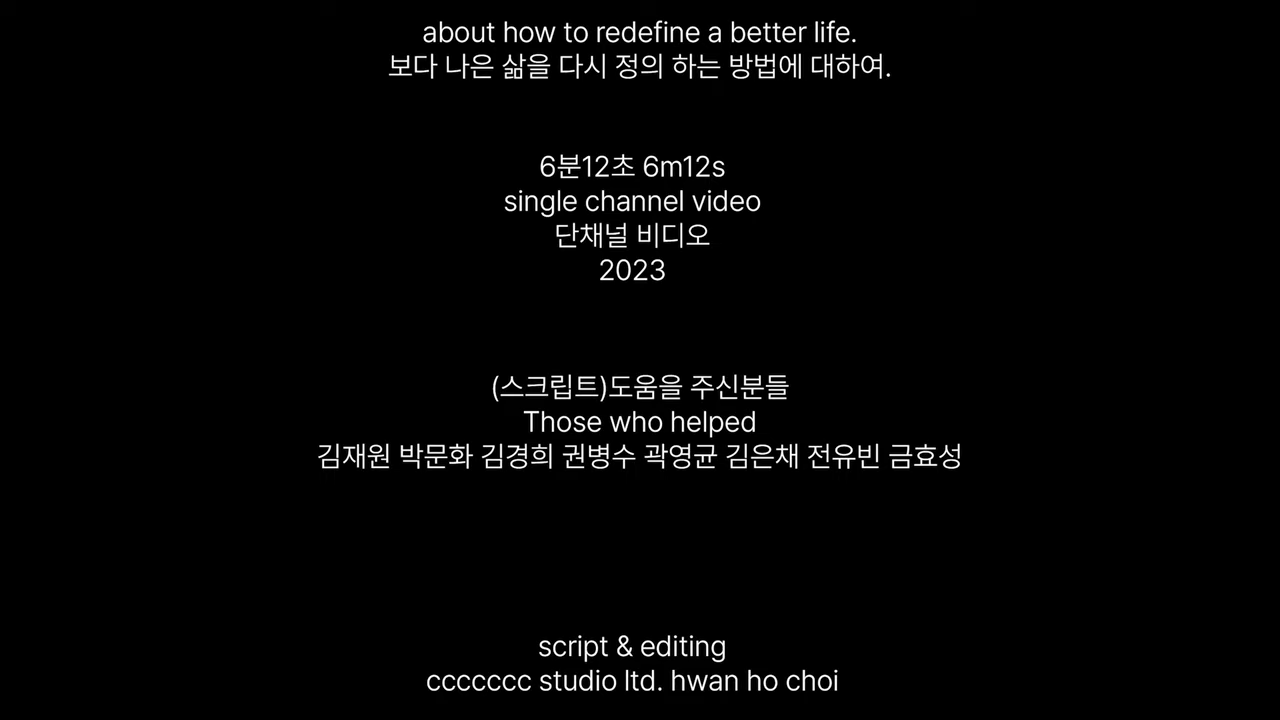 about how to redefine a better life.
보다 나은 삶을 다시 정의 하는 방법에 대하여.
6분12초 6m12s
single channel video
단채널 비디오
2023
(스크립트)도움을 주신분들
Those who helped
김재원 박문화 김경희 권병수 곽영균 김은채 전유빈 금효성
script & editing
ccccccc studio ltd. hwan ho choi